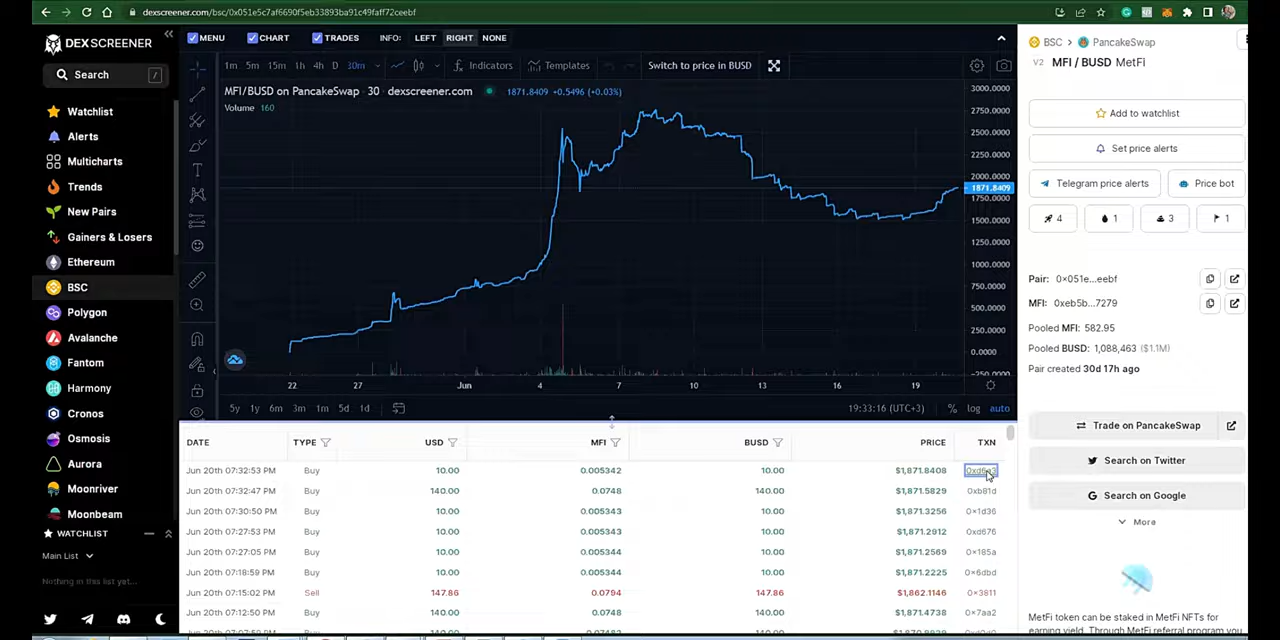 dexscreener.com/bsc/0x051e5c7af6690f5eb33893ba91c49faff72ceebf
DEXSCREENER
Search /
Watchlist
Alerts
Multicharts
Trends
New Pairs
Gainers & Losers
Ethereum
BSC
Polygon
Avalanche
Fantom
Harmony
Cronos
Osmosis
Aurora
Moonriver
Moonbeam
WATCHLIST
Main List
Nothing in this list yet...
MENU CHART TRADES INFO: LEFT RIGHT NONE
1m 5m 15m 1h 4h D 30m Indicators Templates Switch to price in BUSD
MFI/BUSD on PancakeSwap · 30 · dexscreener.com 1871.8409 +0.5496 (+0.03%)
Volume 160
3000.0000
2750.0000
2500.0000
2250.0000
2000.0000
1871.8409
1750.0000
1500.0000
1250.0000
1000.0000
750.0000
500.0000
250.0000
0.0000
-250.0000
22 27 Jun 4 7 10 13 16 19
5y 1y 6m 3m 1m 5d 1d 19:33:16 (UTC+3) % log auto
DATE TYPE USD MFI BUSD PRICE TXN
Jun 20th 07:32:53 PM Buy 10.00 0.005342 10.00 $1,871.8408
Jun 20th 07:32:47 PM Buy 140.00 0.0748 140.00 $1,871.5829 0xb81d
Jun 20th 07:30:50 PM Buy 10.00 0.005343 10.00 $1,871.3256 0x1d36
Jun 20th 07:27:53 PM Buy 10.00 0.005343 10.00 $1,871.2912 0xd676
Jun 20th 07:27:05 PM Buy 10.00 0.005344 10.00 $1,871.2569 0x185a
Jun 20th 07:18:59 PM Buy 10.00 0.005344 10.00 $1,871.2225 0x6dbd
Jun 20th 07:15:02 PM Sell 147.86 0.0794 147.86 $1,862.1146 0x3811
Jun 20th 07:12:50 PM Buy 140.00 0.0748 140.00 $1,871.4738 0x7aa2
BSC > PancakeSwap
V2 MFI / BUSD MetFi
Add to watchlist
Set price alerts
Telegram price alerts Price bot
4 1 3 1
Pair: 0x051e...eebf
MFI: 0xeb5b...7279
Pooled MFI: 582.95
Pooled BUSD: 1,088,463 ($1.1M)
Pair created 30d 17h ago
Trade on PancakeSwap
Search on Twitter
Search on Google
More
MetFi token can be staked in MetFi NFTs for
earning yield. Through MetFi referral program you